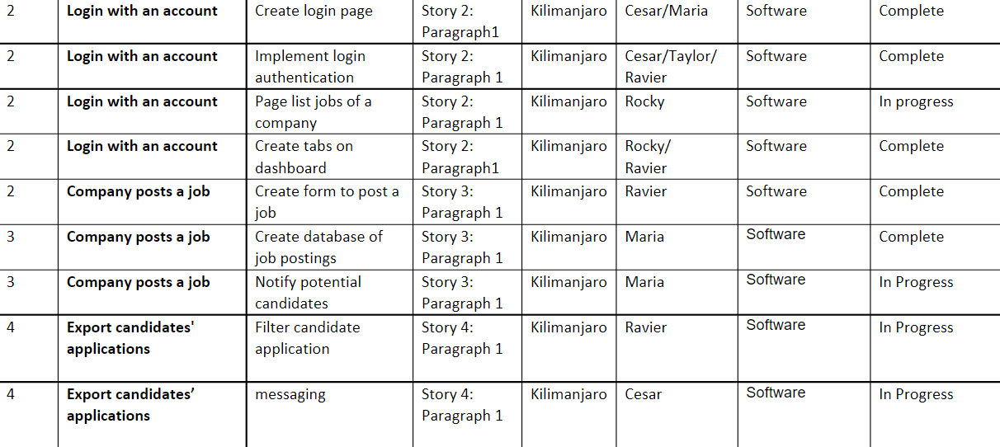 2 Login with an account Create login page Story 2: Kilimanjaro Cesar/Maria Software Complete
Paragraph1
2 Login with an account Implement login Story 2: Kilimanjaro Cesar/Taylor/ Software Complete
authentication Paragraph 1 Ravier
2 Login with an account Page list jobs of a Story 2: Kilimanjaro Rocky Software In progress
company Paragraph 1
2 Login with an account Create tabs on Story 2: Kilimanjaro Rocky/ Software Complete
dashboard Paragraph1 Ravier
2 Company posts a job Create form to post a Story 3: Kilimanjaro Ravier Software Complete
job Paragraph 1
3 Company posts a job Create database of Story 3: Kilimanjaro Maria Software Complete
job postings Paragraph 1
3 Company posts a job Notify potential Story 3: Kilimanjaro Maria Software In Progress
candidates Paragraph 1
4 Export candidates' Filter candidate Story 4: Kilimanjaro Ravier Software In Progress
applications application Paragraph 1
4 Export candidates’ messaging Story 4: Kilimanjaro Cesar Software In Progress
applications Paragraph 1